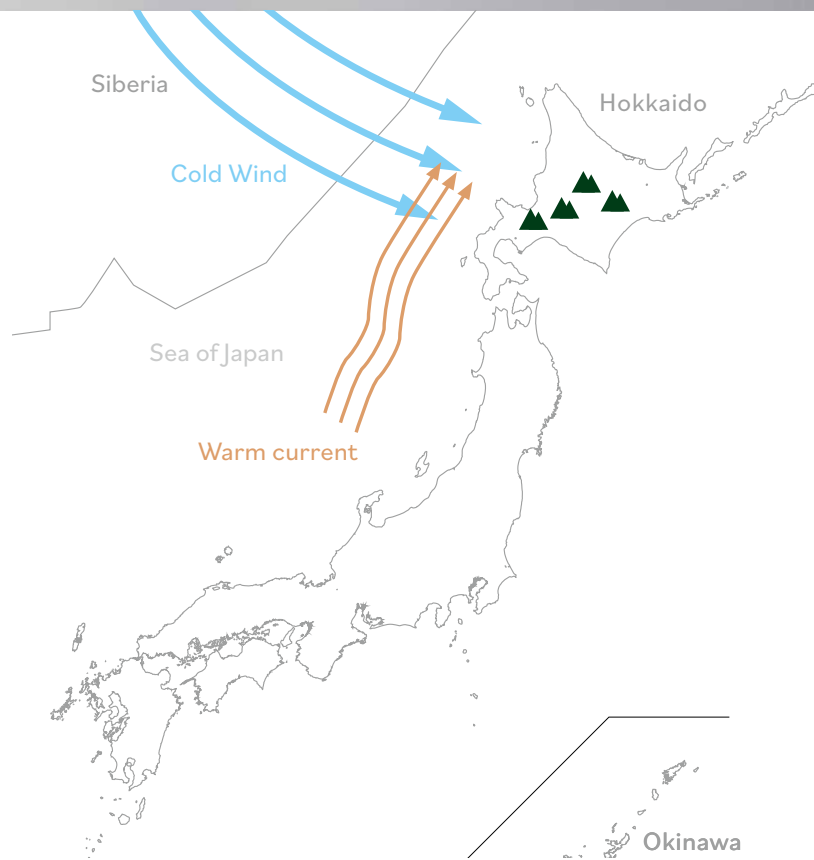 Siberia
Hokkaido
Cold Wind
Sea of Japan
Warm current
Okinawa